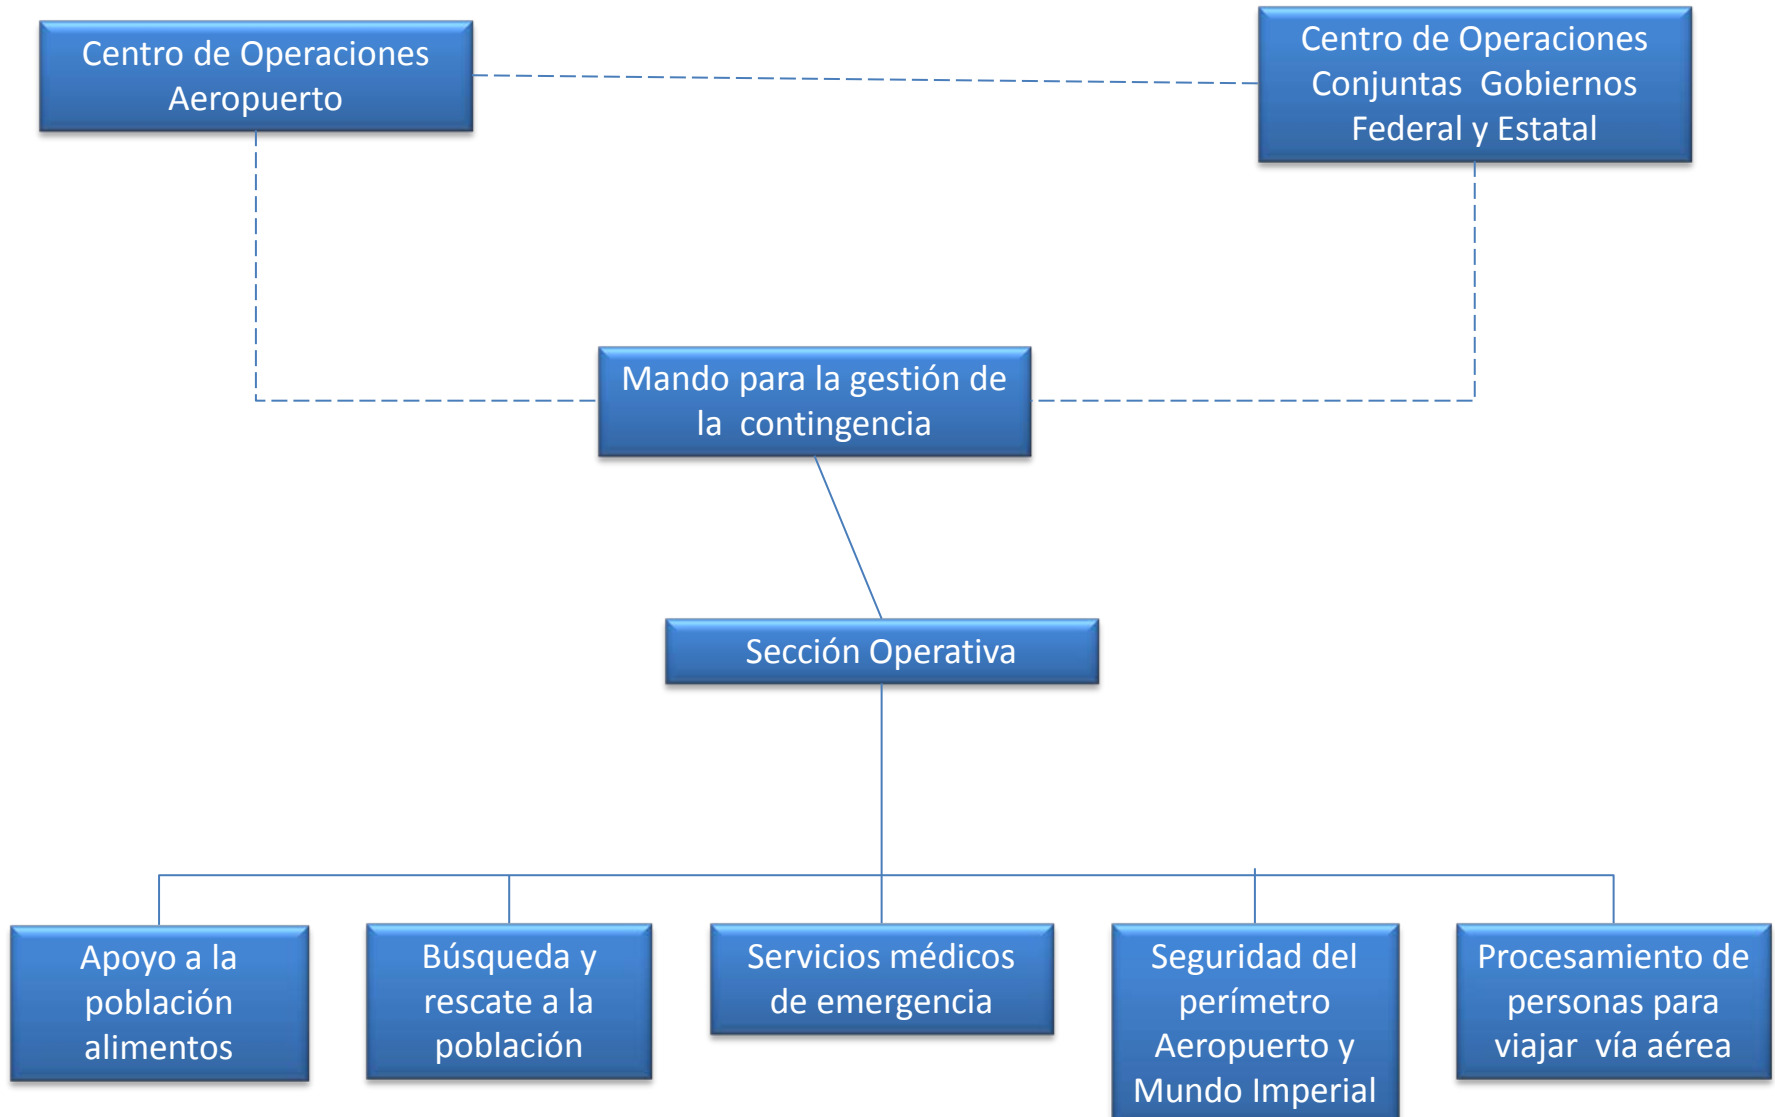 Centro de Operaciones
Aeropuerto
Centro de Operaciones
Conjuntas  Gobiernos
Federal y Estatal
Mando para la gestión de
la  contingencia
Sección Operativa
Apoyo a la
población
alimentos
Búsqueda y
rescate a la
población
Servicios médicos
de emergencia
Seguridad del
perímetro
Aeropuerto y
Mundo Imperial
Procesamiento de
personas para
viajar  vía aérea